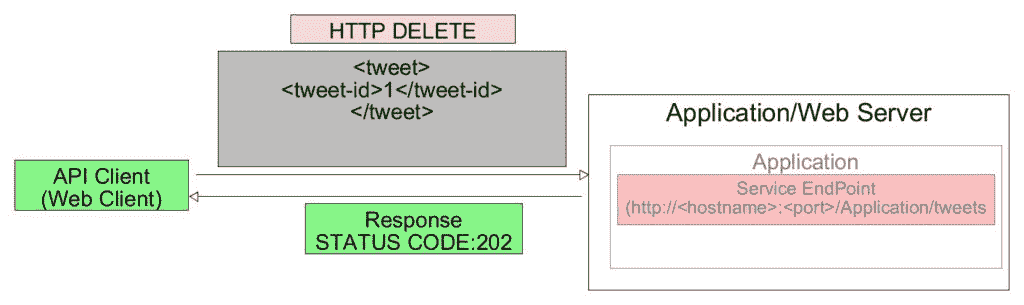 HTTP DELETE
<tweet>
<tweet-id>1</tweet-id>
</tweet>
Application/Web Server
Application
Service EndPoint
(http://<hostname>:<port>/Application/tweets
API Client
(Web Client)
Response
STATUS CODE:202